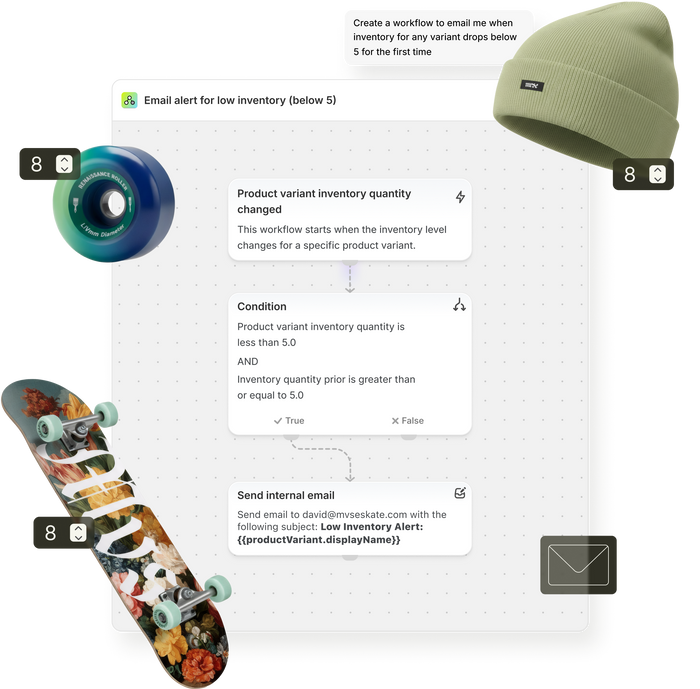 Create a workflow to email me when
inventory for any variant drops below
5 for the first time
Email alert for low inventory (below 5)
8
RENAISSANCE ROLLER
LiVmm Diameter
8
Product variant inventory quantity
changed
This workflow starts when the inventory level
changes for a specific product variant.
Condition
Product variant inventory quantity is
less than 5.0
AND
Inventory quantity prior is greater than
or equal to 5.0
True
False
Send internal email
Send email to david@mvseskate.com with the
following subject: Low Inventory Alert:
{{productVariant.displayName}}
8